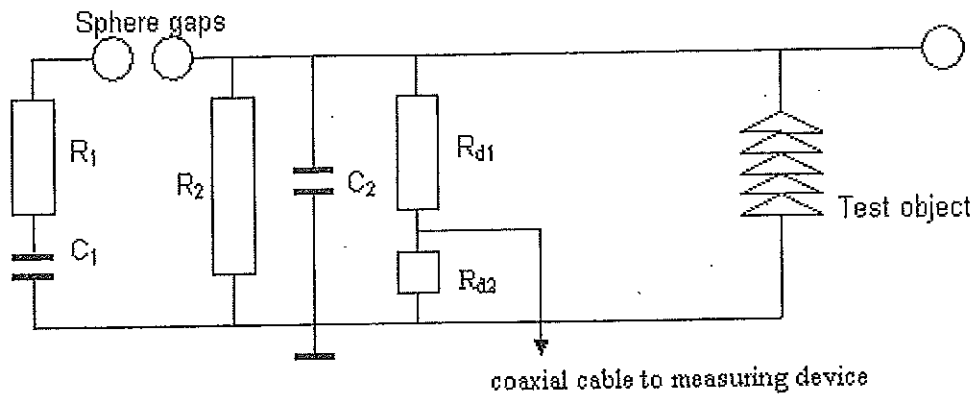 Sphere gaps
R1
C1
R2
C2
Rd1
Rd2
Test object
coaxial cable to measuring device